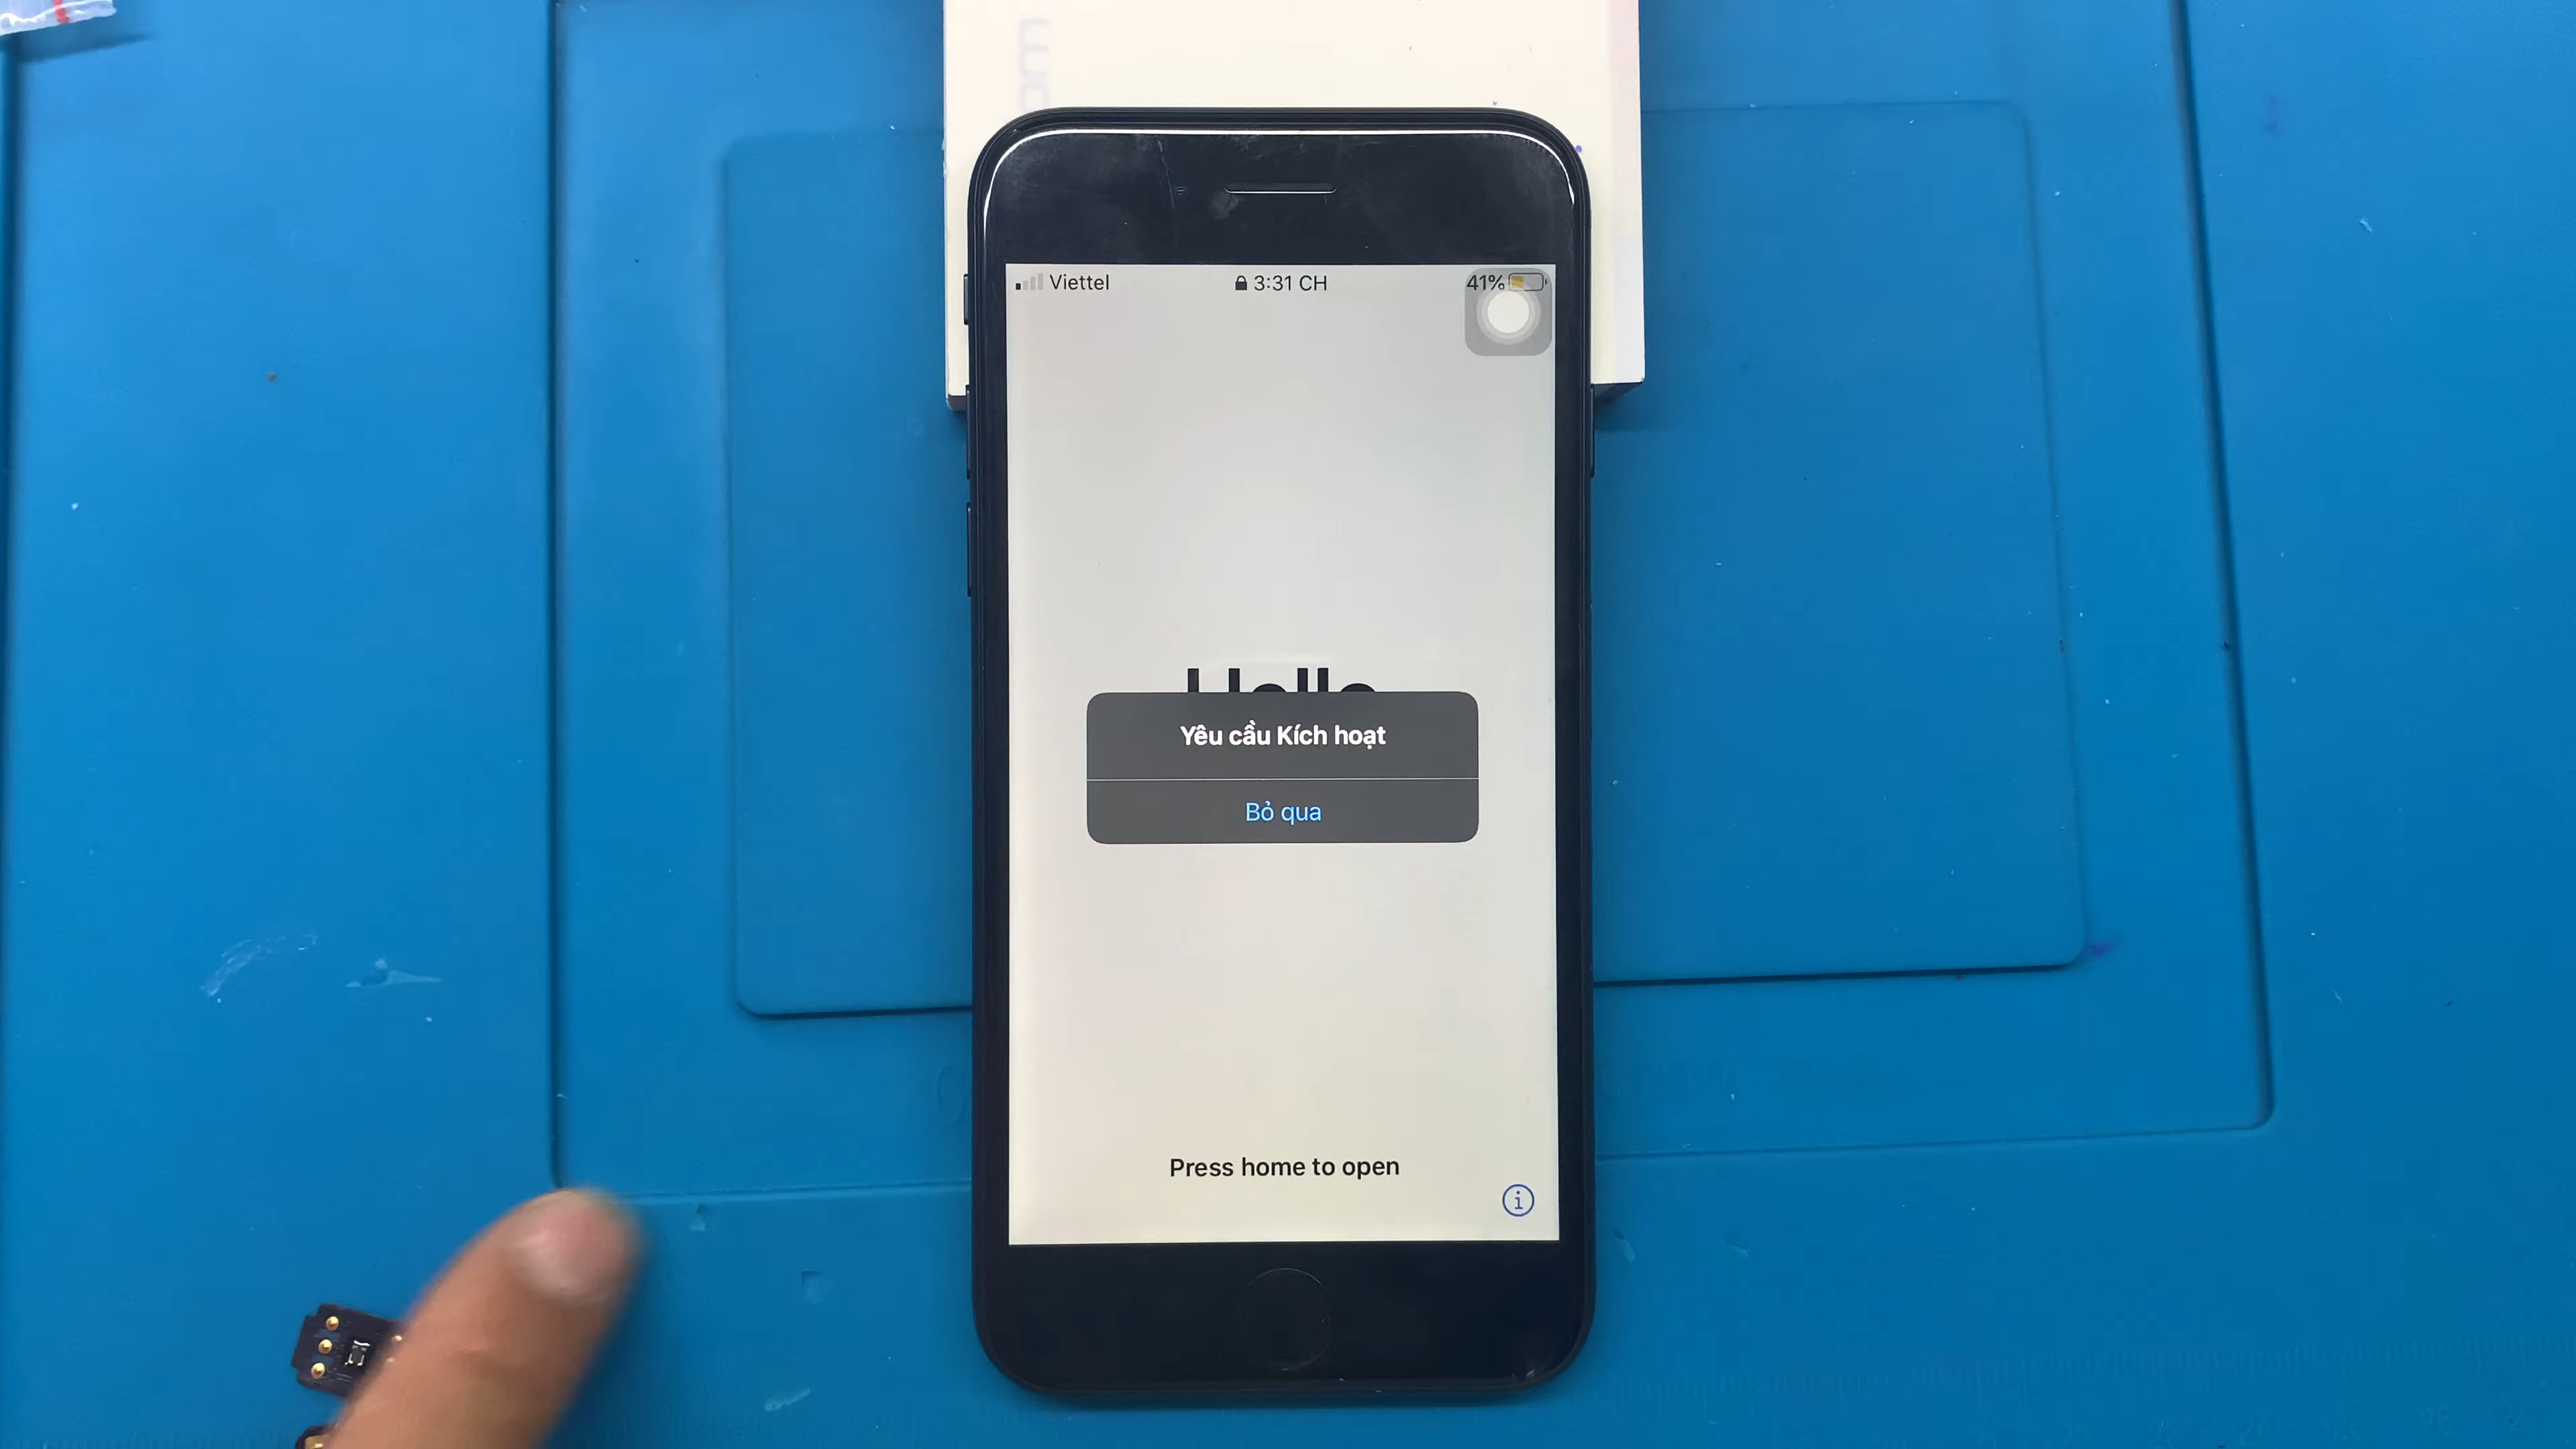 Viettel 3:31 CH 41%
Yêu cầu Kích hoạt
Bỏ qua
Press home to open